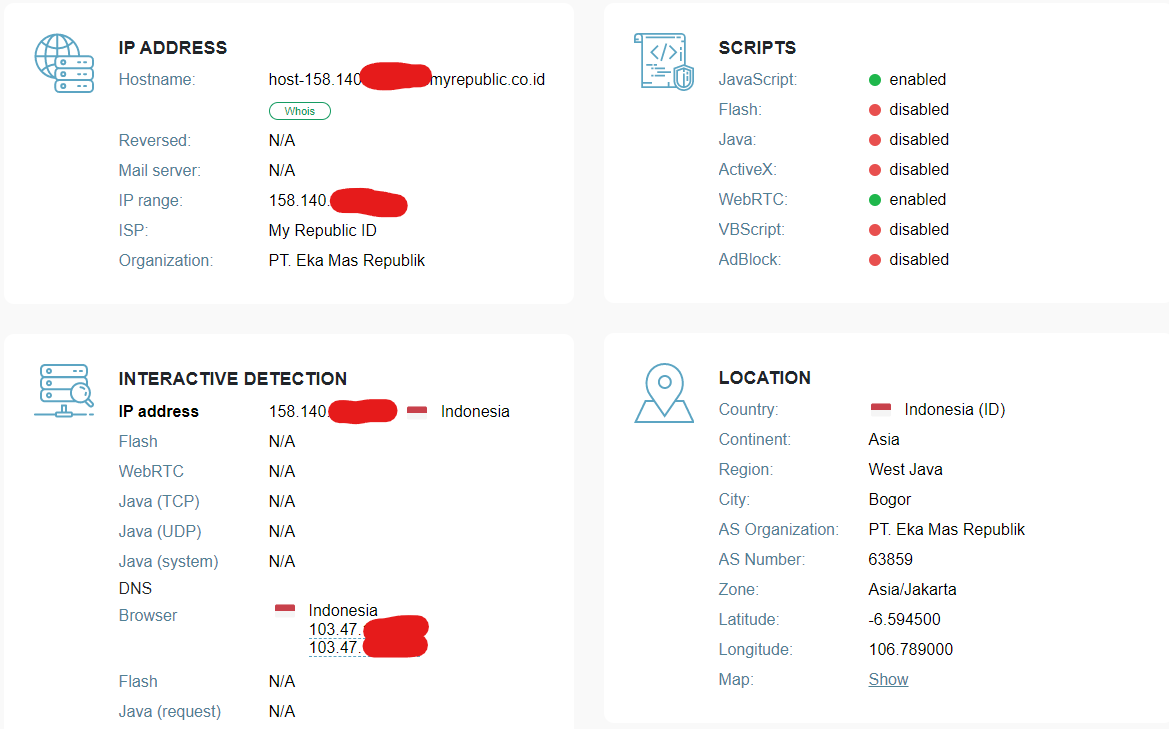 IP ADDRESS
Hostname: host-158.140 myrepublic.co.id
Whois
Reversed: N/A
Mail server: N/A
IP range: 158.140.
ISP: My Republic ID
Organization: PT. Eka Mas Republik
SCRIPTS
JavaScript: enabled
Flash: disabled
Java: disabled
ActiveX: disabled
WebRTC: enabled
VBScript: disabled
AdBlock: disabled
INTERACTIVE DETECTION
IP address 158.140. Indonesia
Flash N/A
WebRTC N/A
Java (TCP) N/A
Java (UDP) N/A
Java (system) N/A
DNS
Browser Indonesia
103.47.
103.47.
Flash N/A
Java (request) N/A
LOCATION
Country: Indonesia (ID)
Continent: Asia
Region: West Java
City: Bogor
AS Organization: PT. Eka Mas Republik
AS Number: 63859
Zone: Asia/Jakarta
Latitude: -6.594500
Longitude: 106.789000
Map: Show